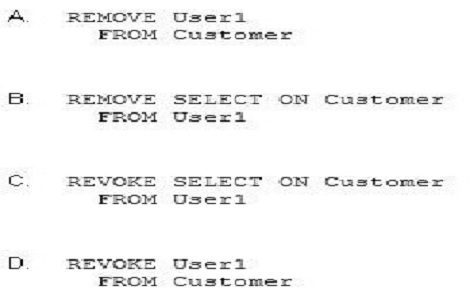 A. REMOVE User1
FROM Customer
B. REMOVE SELECT ON Customer
FROM User1
C. REVOKE SELECT ON Customer
FROM User1
D. REVOKE User1
FROM Customer